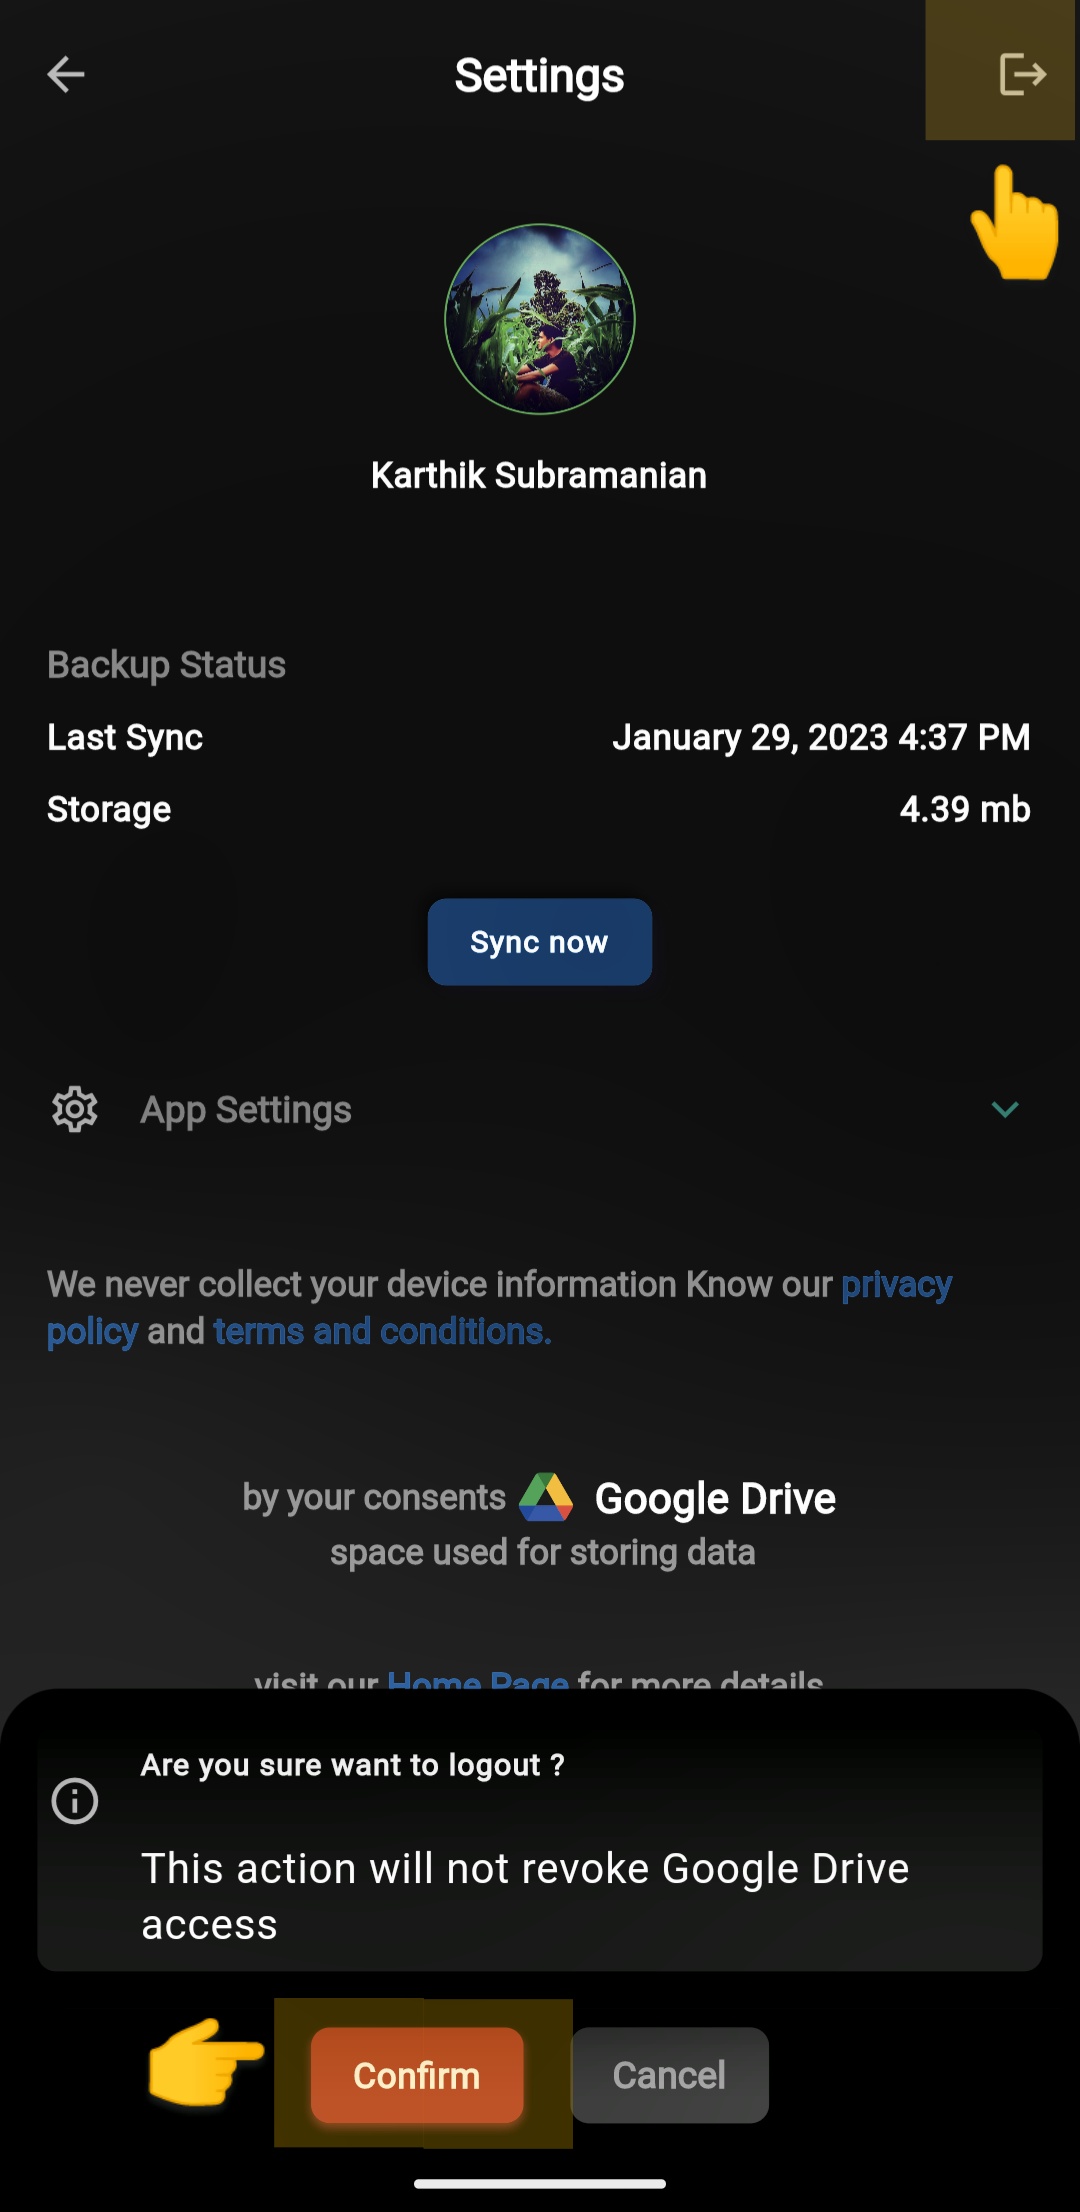 Settings
Karthik Subramanian
Backup Status
Last Sync January 29, 2023 4:37 PM
Storage 4.39 mb
Sync now
App Settings
We never collect your device information Know our privacy
policy and terms and conditions.
by your consents Google Drive
space used for storing data
visit our Home Page for more details
Are you sure want to logout ?
This action will not revoke Google Drive
access
Confirm Cancel